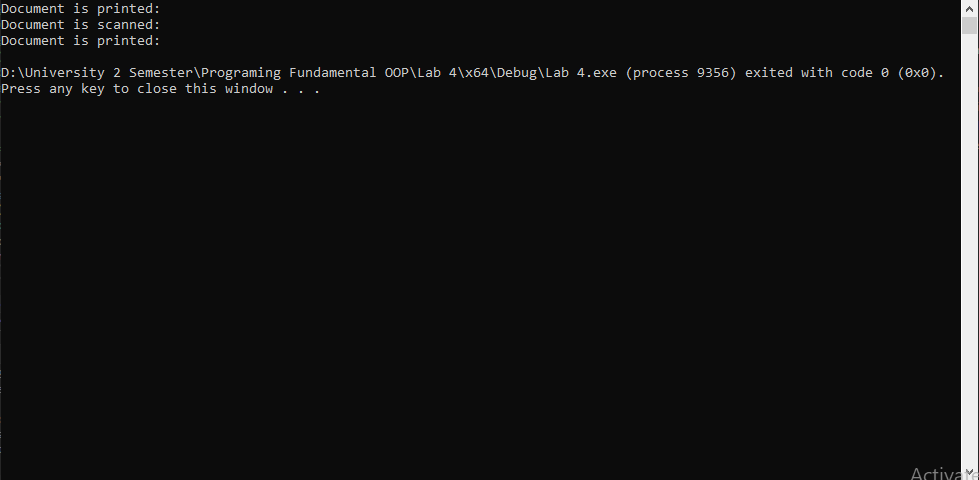 Document is printed:
Document is scanned:
Document is printed:
D:\University 2 Semester\Programing Fundamental OOP\Lab 4\x64\Debug\Lab 4.exe (process 9356) exited with code 0 (0x0).
Press any key to close this window . . .